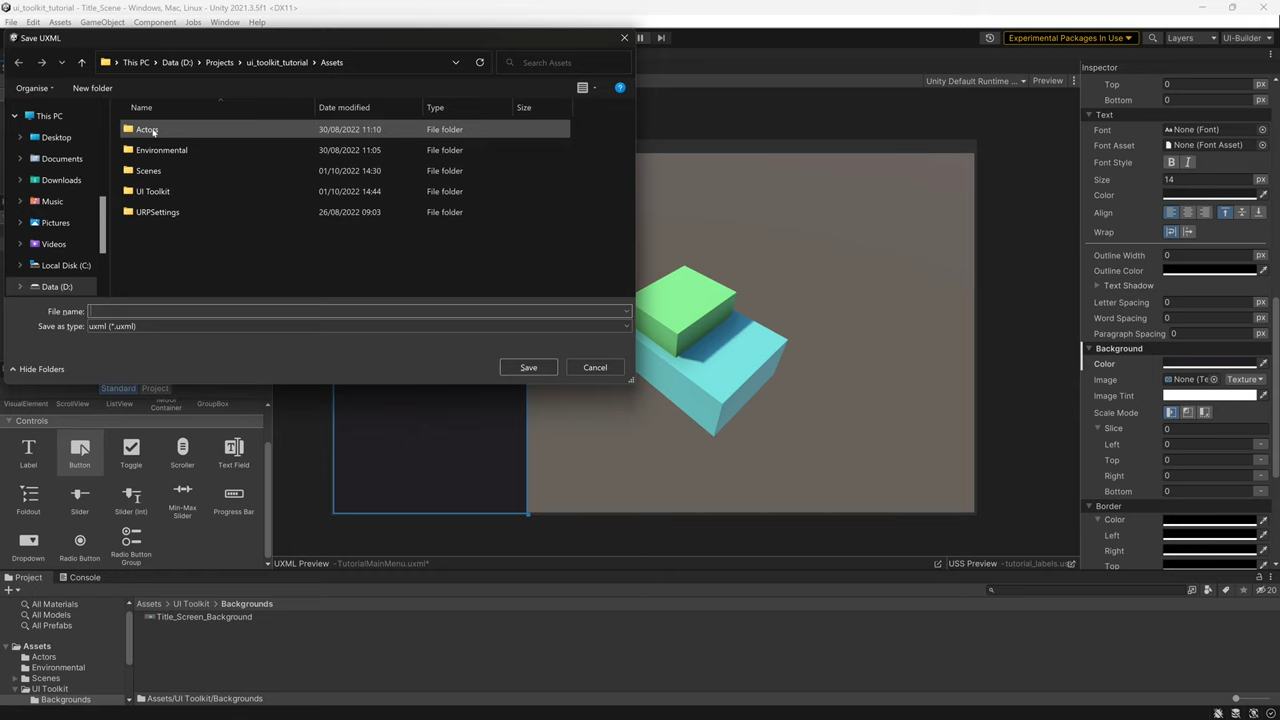 ui_toolkit_tutorial - Title_Scene - Windows, Mac, Linux - Unity 2021.3.5f1 <DX11>
File Edit Assets GameObject Component Jobs Window Help
Save UXML
Experimental Packages In Use
Layers
UI-Builder
This PC > Data (D:) > Projects > ui_toolkit_tutorial > Assets
Search Assets
Inspector
Unity Default Runtime ...
Preview
Organise
New folder
Name Date modified Type Size
This PC
Desktop
Documents
Downloads
Music
Pictures
Videos
Local Disk (C:)
Data (D:)
Actors 30/08/2022 11:10 File folder
Environmental 30/08/2022 11:05 File folder
Scenes 01/10/2022 14:30 File folder
UI Toolkit 01/10/2022 14:44 File folder
URPSettings 26/08/2022 09:03 File folder
File name:
Save as type: uxml (*.uxml)
Hide Folders
Save
Cancel
Top 0
Bottom 0
Text
Font Aa None (Font)
Font Asset None (Font Asset)
Font Style B I
Size 14 px
Color
Align
Wrap
Outline Width 0 px
Outline Color
Text Shadow
Letter Spacing 0 px
Word Spacing 0 px
Paragraph Spacing 0 px
Background
Color
Image None (Te Texture
Image Tint
Scale Mode
Slice 0
Left 0 -
Top 0 -
Right 0 -
Bottom 0 -
Border
Color
Left
Right
Top
Standard Project
VisualElement ScrollView ListView IMGUI Container GroupBox
Controls
Label Button Toggle Scroller Text Field
Foldout Slider Slider (Int) Min-Max Slider Progress Bar
Dropdown Radio Button Radio Button Group
UXML Preview - TutorialMainMenu.uxml*
USS Preview - tutorial_labels.us
Project Console
20
All Materials
All Models
All Prefabs
Assets
Actors
Environmental
Scenes
UI Toolkit
Backgrounds
Assets > UI Toolkit > Backgrounds
Title_Screen_Background
Assets/UI Toolkit/Backgrounds